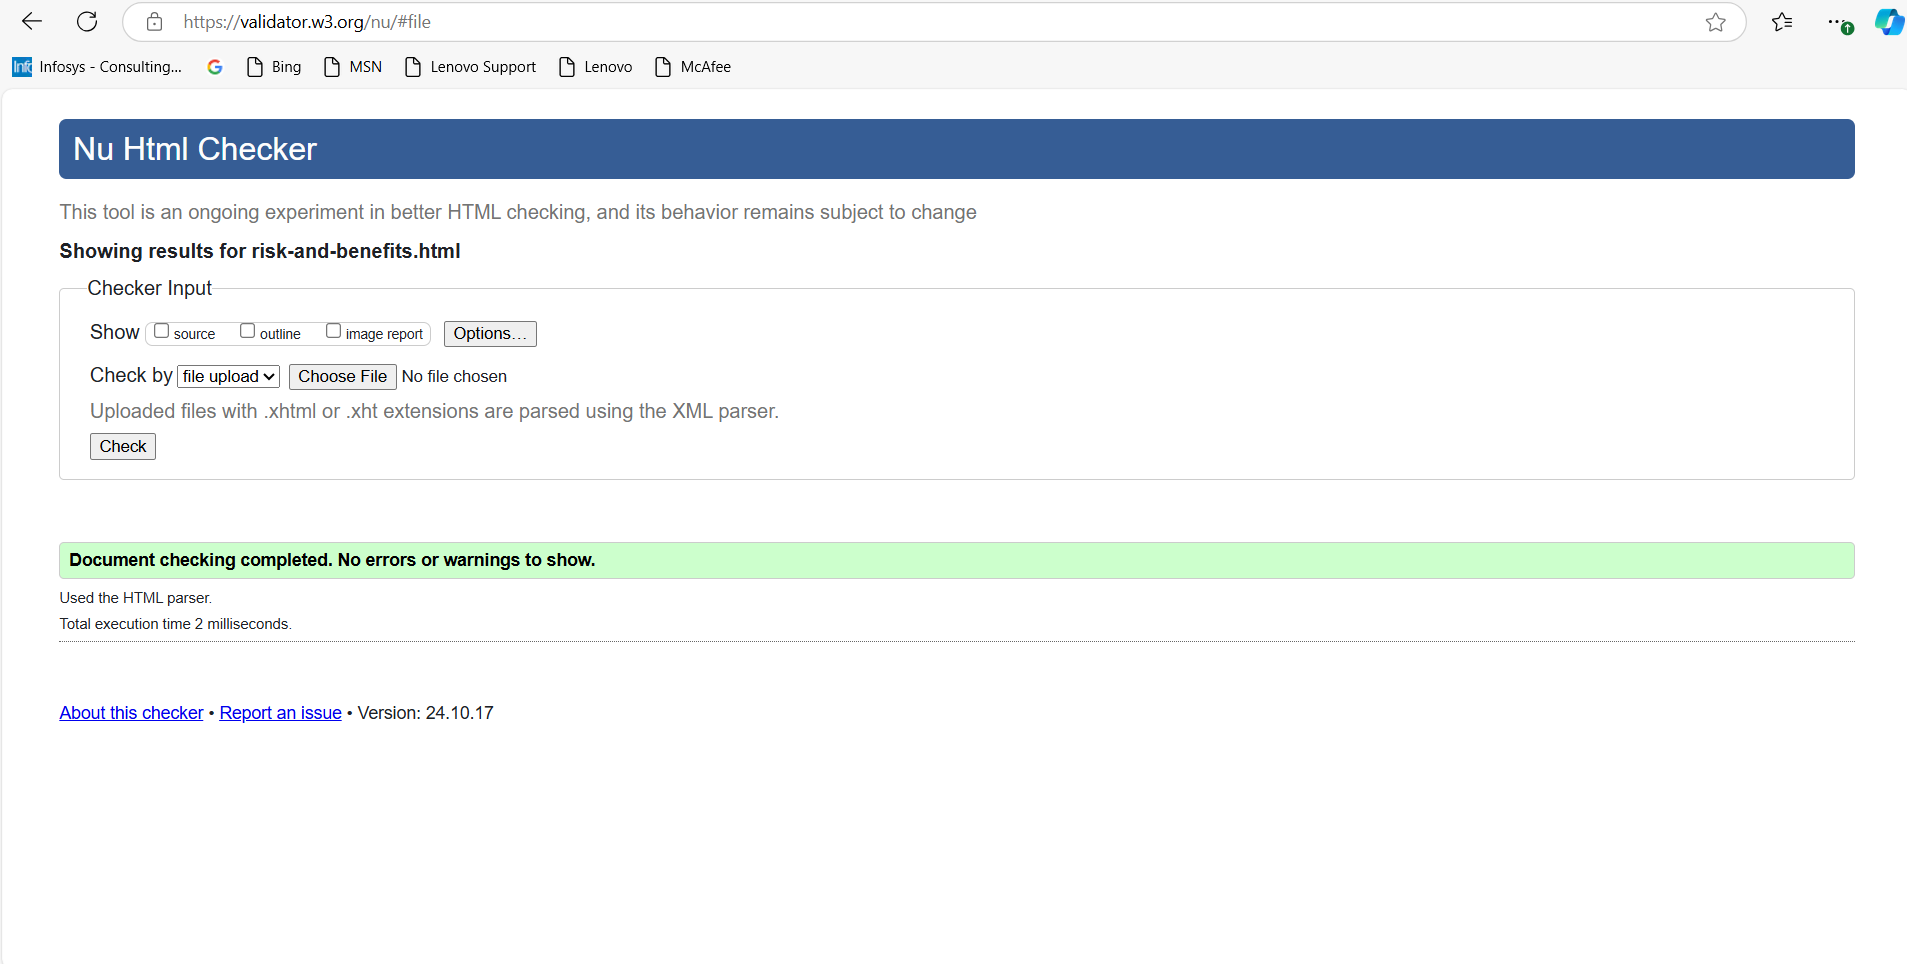 https://validator.w3.org/nu/#file
Info Infosys - Consulting... G Bing MSN Lenovo Support Lenovo McAfee
Nu Html Checker
This tool is an ongoing experiment in better HTML checking, and its behavior remains subject to change
Showing results for risk-and-benefits.html
Checker Input
Show source outline image report Options...
Check by file upload Choose File No file chosen
Uploaded files with .xhtml or .xht extensions are parsed using the XML parser.
Check
Document checking completed. No errors or warnings to show.
Used the HTML parser.
Total execution time 2 milliseconds.
About this checker • Report an issue • Version: 24.10.17